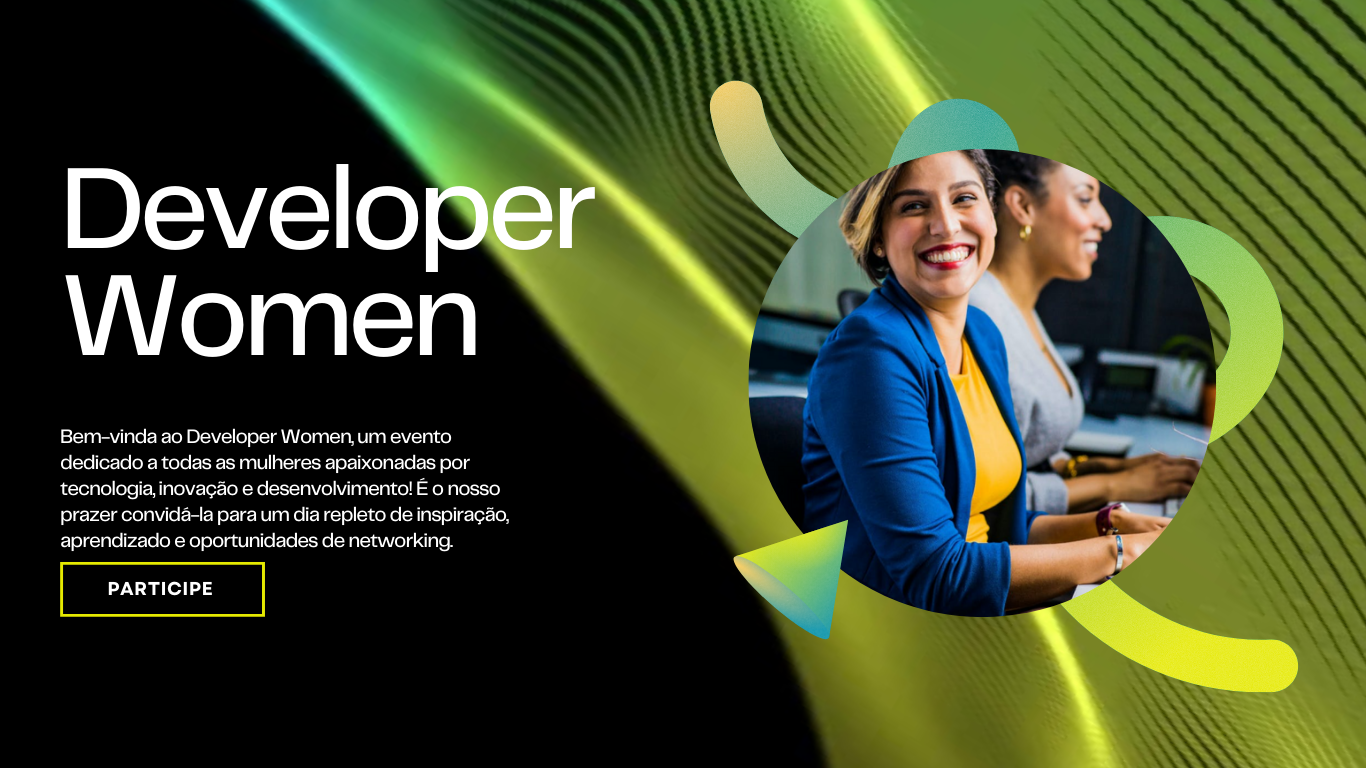 Developer
Women
Bem-vinda ao Developer Women, um evento
dedicado a todas as mulheres apaixonadas por
tecnologia, inovação e desenvolvimento! É o nosso
prazer convidá-la para um dia repleto de inspiração,
aprendizado e oportunidades de networking.
PARTICIPE